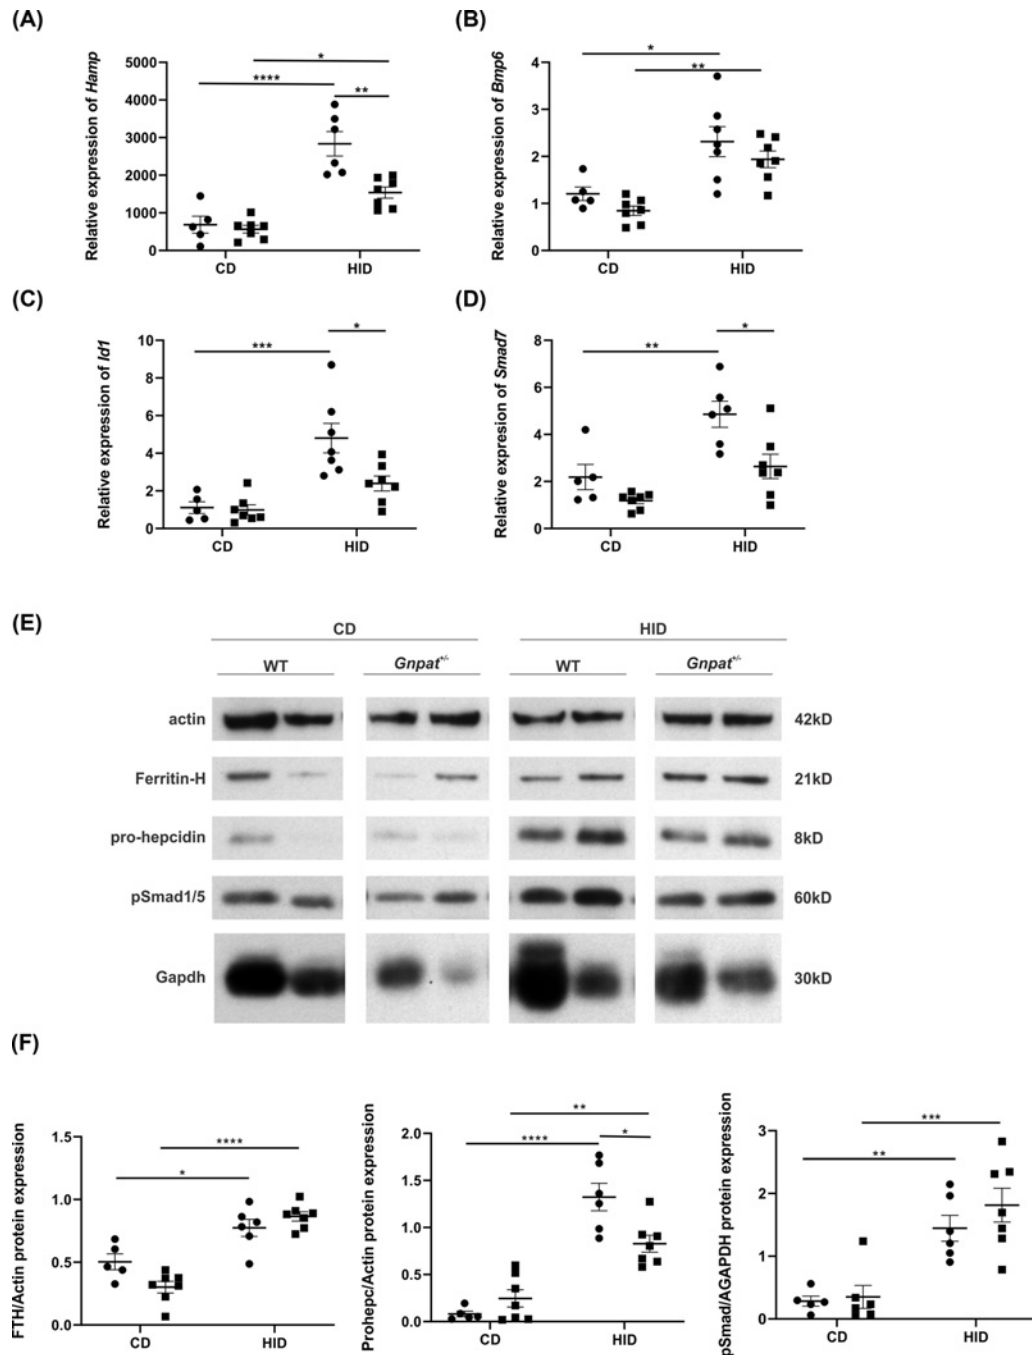 (A)
Relative expression of Hamp
5000
4000
3000
2000
1000
0
****
*
**
CD
HID
(B)
Relative expression of Bmp6
4
3
2
1
0
*
**
CD
HID
(C)
Relative expression of Id1
10
8
6
4
2
0
***
*
CD
HID
(D)
Relative expression of Smad7
8
6
4
2
0
**
*
CD
HID
(E)
CD
HID
WT
Gnpat+/-
WT
Gnpat+/-
actin
42kD
Ferritin-H
21kD
pro-hepcidin
8kD
pSmad1/5
60kD
Gapdh
30kD
(F)
FTH/Actin protein expression
1.5
1.0
0.5
0.0
****
*
CD
HID
Prohepc/Actin protein expression
2.0
1.5
1.0
0.5
0.0
**
****
*
CD
HID
pSmad/AGAPDH protein expression
3
2
1
0
***
**
CD
HID